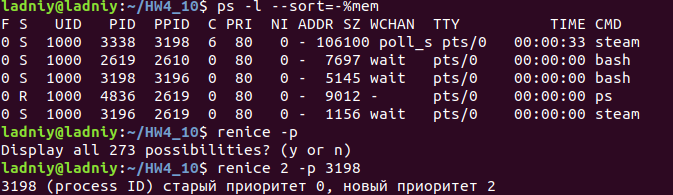 ladniy@ladniy:~/HW4_10$ ps -l --sort=-%mem
F S   UID   PID  PPID  C PRI  NI ADDR SZ WCHAN  TTY          TIME CMD
0 S  1000  3338  3198  6  80   0 - 106100 poll_s pts/0   00:00:33 steam
0 S  1000  2619  2610  0  80   0 -  7697 wait   pts/0    00:00:00 bash
0 S  1000  3198  3196  0  80   0 -  5145 wait   pts/0    00:00:00 bash
0 R  1000  4836  2619  0  80   0 -  9012 -      pts/0    00:00:00 ps
0 S  1000  3196  2619  0  80   0 -  1156 wait   pts/0    00:00:00 steam
ladniy@ladniy:~/HW4_10$ renice -p
Display all 273 possibilities? (y or n)
ladniy@ladniy:~/HW4_10$ renice 2 -p 3198
3198 (process ID) старый приоритет 0, новый приоритет 2